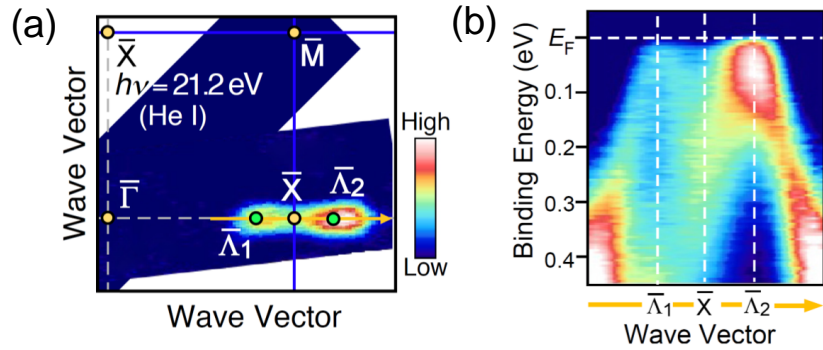 (a)
X̄
M̄
hν = 21.2 eV
(He I)
Γ̄
X̄
Λ̄₂
Λ̄₁
Wave Vector
Wave Vector
High
Low
(b)
E_F
0.1
0.2
0.3
0.4
Binding Energy (eV)
Λ̄₁ X̄ Λ̄₂
Wave Vector